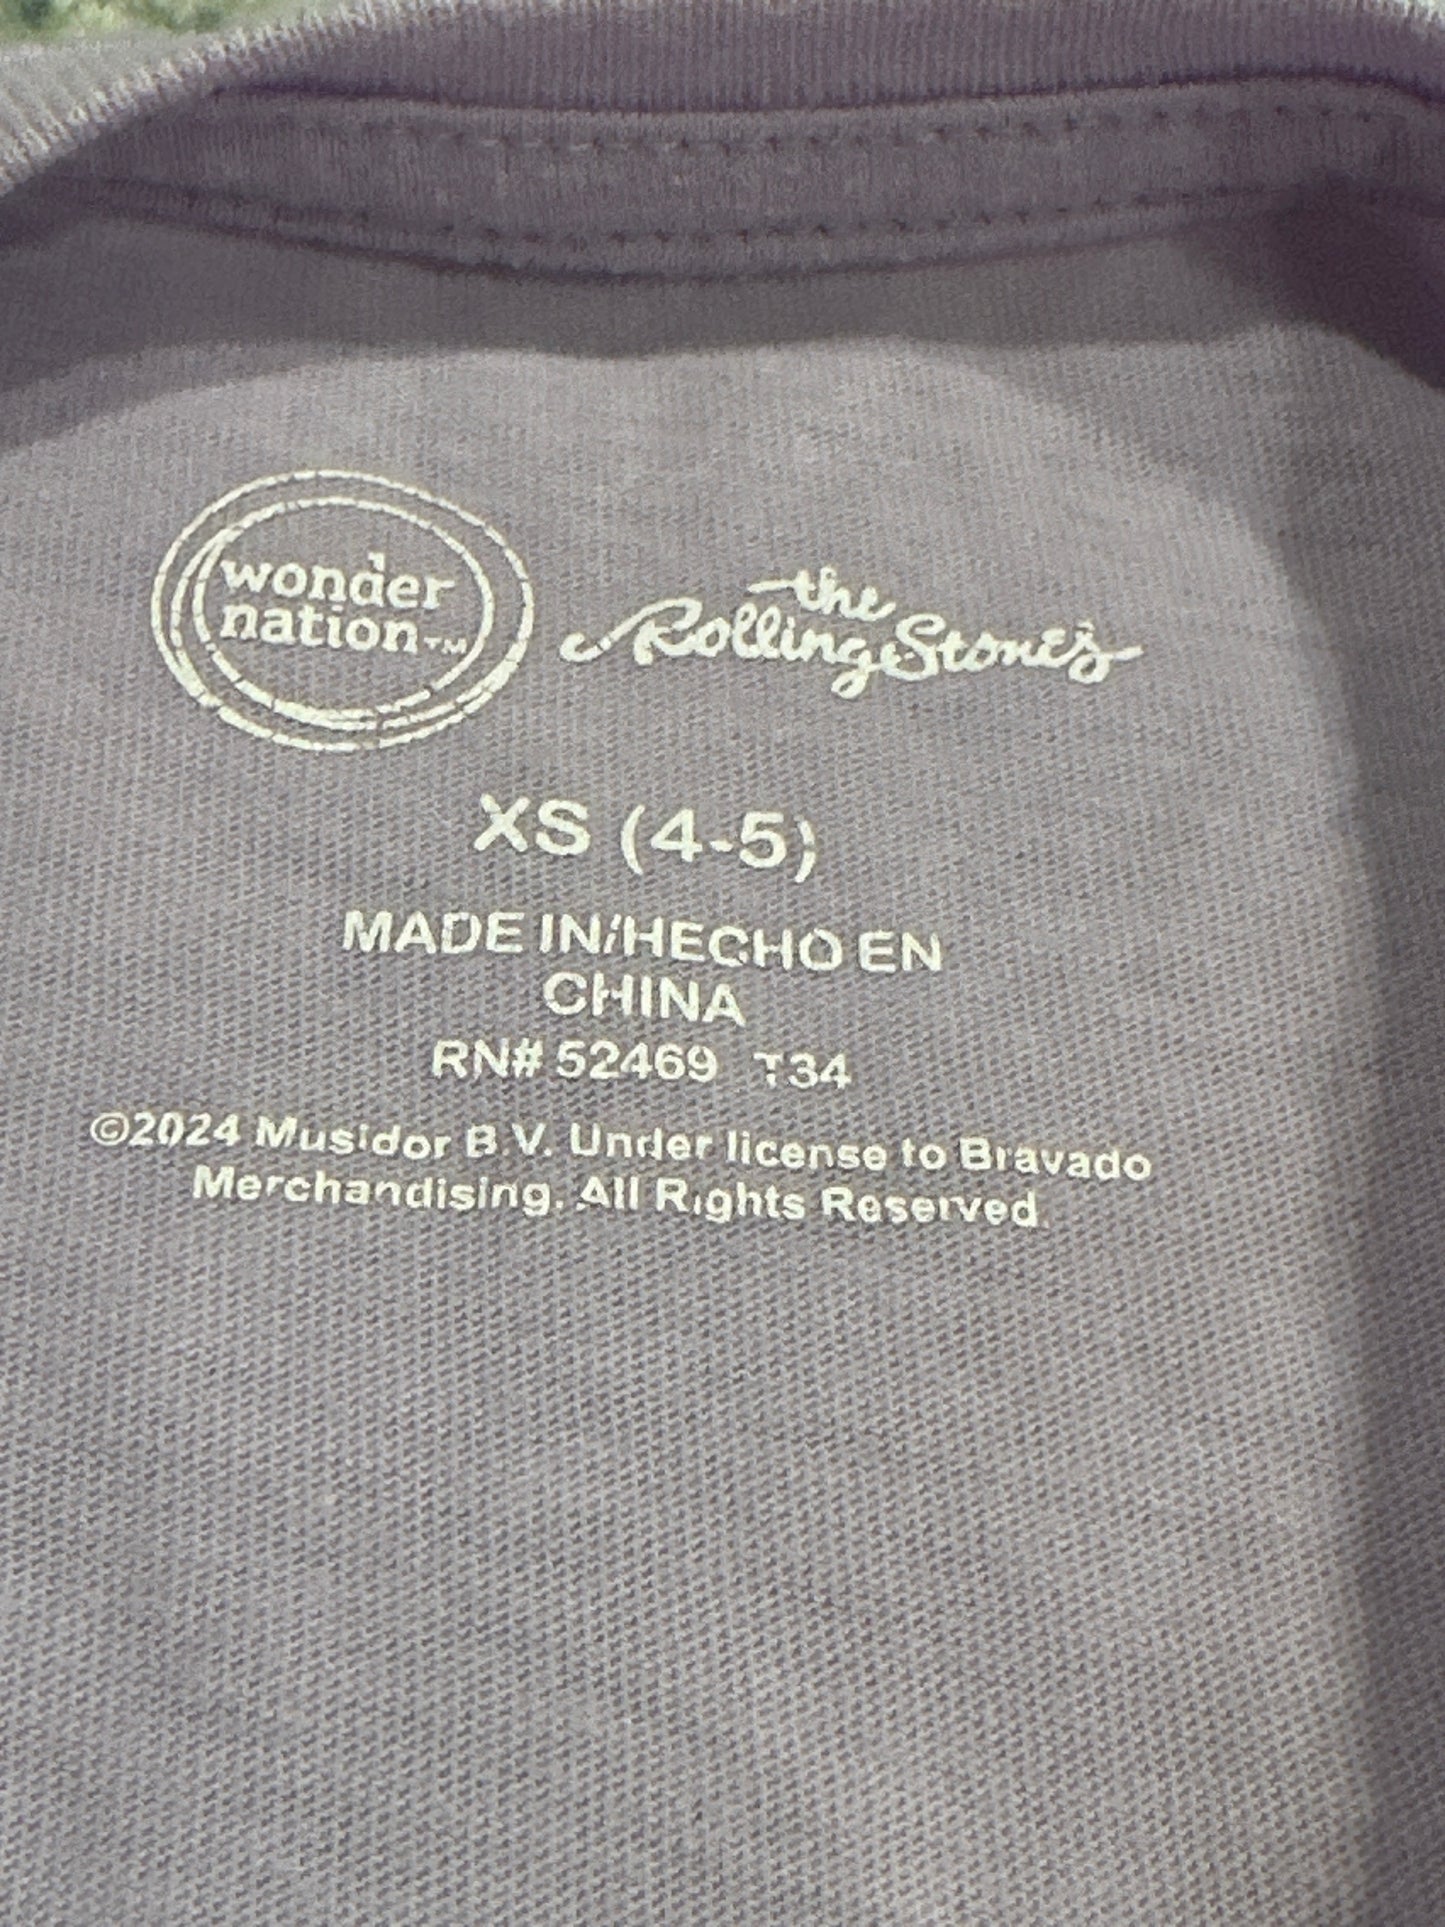 wonder
nation™
the
Rolling Stones
XS (4-5)
MADE IN/HECHO EN
CHINA
RN# 52469 T34
©2024 Musidor B.V. Under license to Bravado
Merchandising. All Rights Reserved.